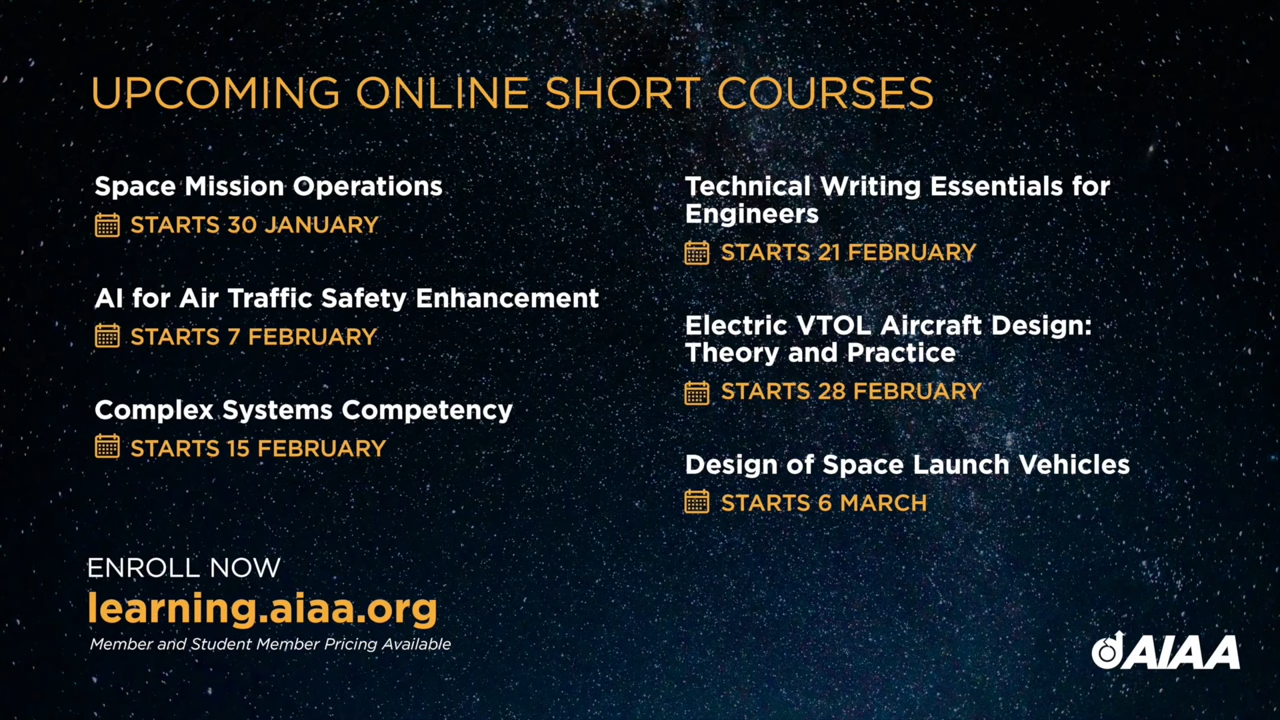 UPCOMING ONLINE SHORT COURSES
Space Mission Operations
STARTS 30 JANUARY
AI for Air Traffic Safety Enhancement
STARTS 7 FEBRUARY
Complex Systems Competency
STARTS 15 FEBRUARY
Technical Writing Essentials for
Engineers
STARTS 21 FEBRUARY
Electric VTOL Aircraft Design:
Theory and Practice
STARTS 28 FEBRUARY
Design of Space Launch Vehicles
STARTS 6 MARCH
ENROLL NOW
learning.aiaa.org
Member and Student Member Pricing Available
AIAA